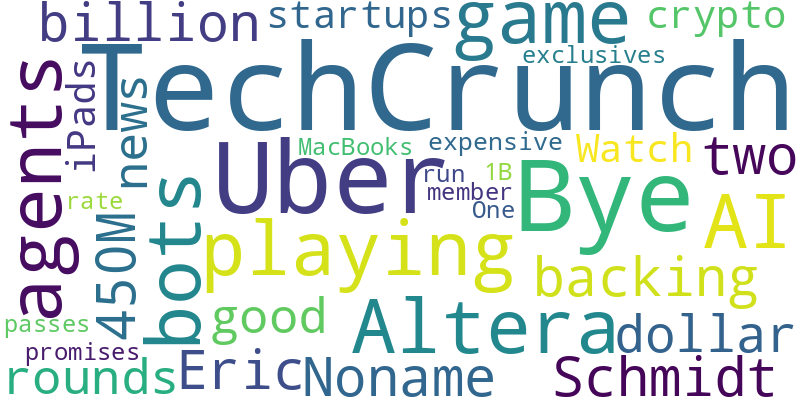 billion
startups
game
crypto
TechCrunch
exclusives
agents
iPads
news
MacBooks
expensive
Watch
two
Uber
run
1B
member
One
Bye
rate
bots
450M
playing
AI
backing
good
Altera
dollar
passes
promises
rounds
Eric
Noname
Schmidt